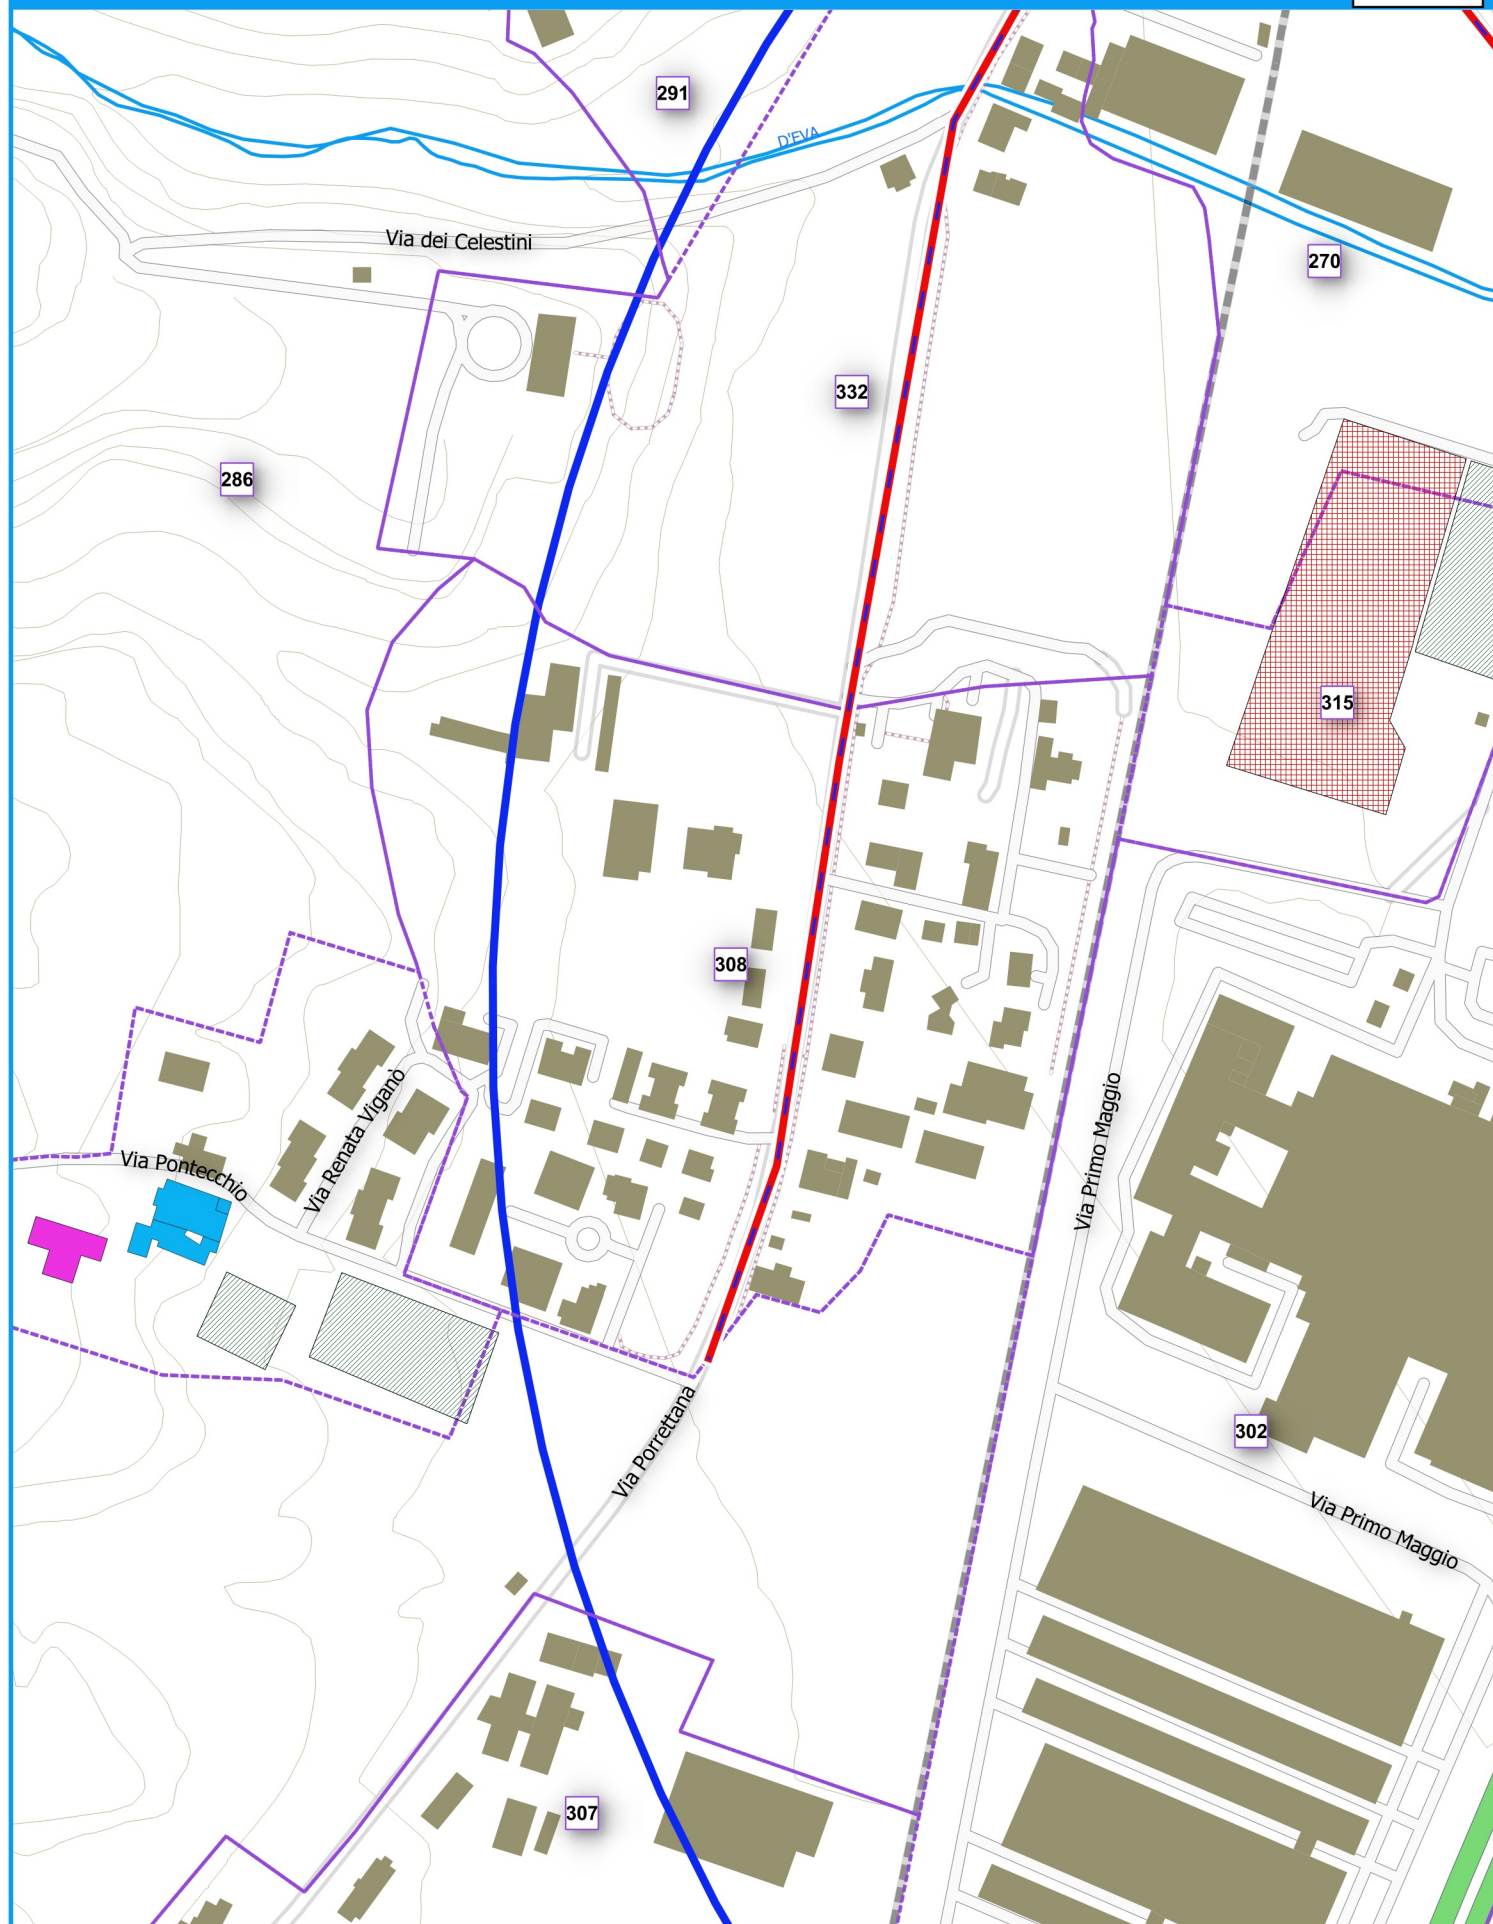 291
D'EVA
Via dei Celestini
270
332
286
315
308
Via Renata Viganò
Via Primo Maggio
Via Pontecchio
Via Porrettana
302
Via Primo Maggio
307